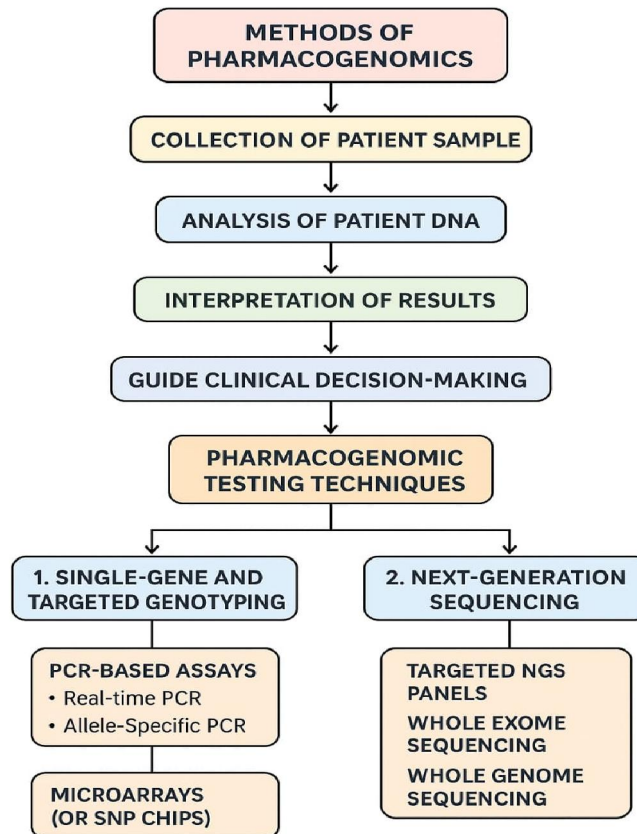 METHODS OF
PHARMACOGENOMICS
COLLECTION OF PATIENT SAMPLE
ANALYSIS OF PATIENT DNA
INTERPRETATION OF RESULTS
GUIDE CLINICAL DECISION-MAKING
PHARMACOGENOMIC
TESTING TECHNIQUES
1. SINGLE-GENE AND
TARGETED GENOTYPING
PCR-BASED ASSAYS
• Real-time PCR
• Allele-Specific PCR
MICROARRAYS
(OR SNP CHIPS)
2. NEXT-GENERATION
SEQUENCING
TARGETED NGS
PANELS
WHOLE EXOME
SEQUENCING
WHOLE GENOME
SEQUENCING